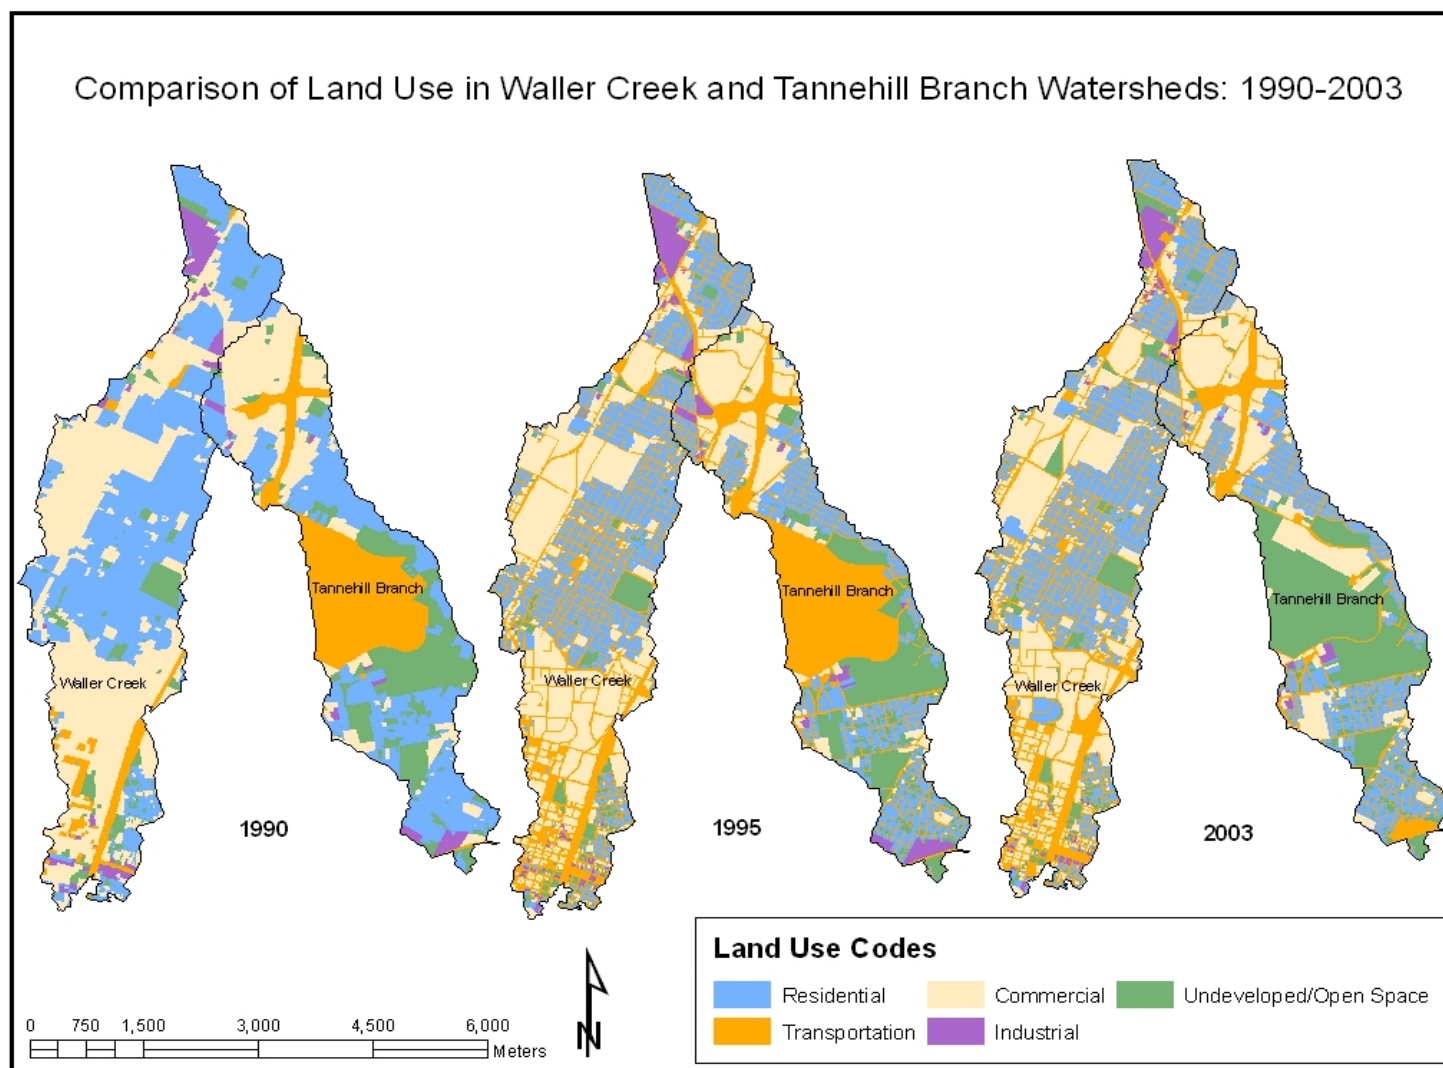 Comparison of Land Use in Waller Creek and Tannehill Branch Watersheds: 1990-2003
Tannehill Branch
Waller Creek
1990
Tannehill Branch
Waller Creek
1995
Tannehill Branch
Waller Creek
2003
Land Use Codes
Residential Commercial Undeveloped/Open Space
Transportation Industrial
0 750 1,500 3,000 4,500 6,000
Meters
N